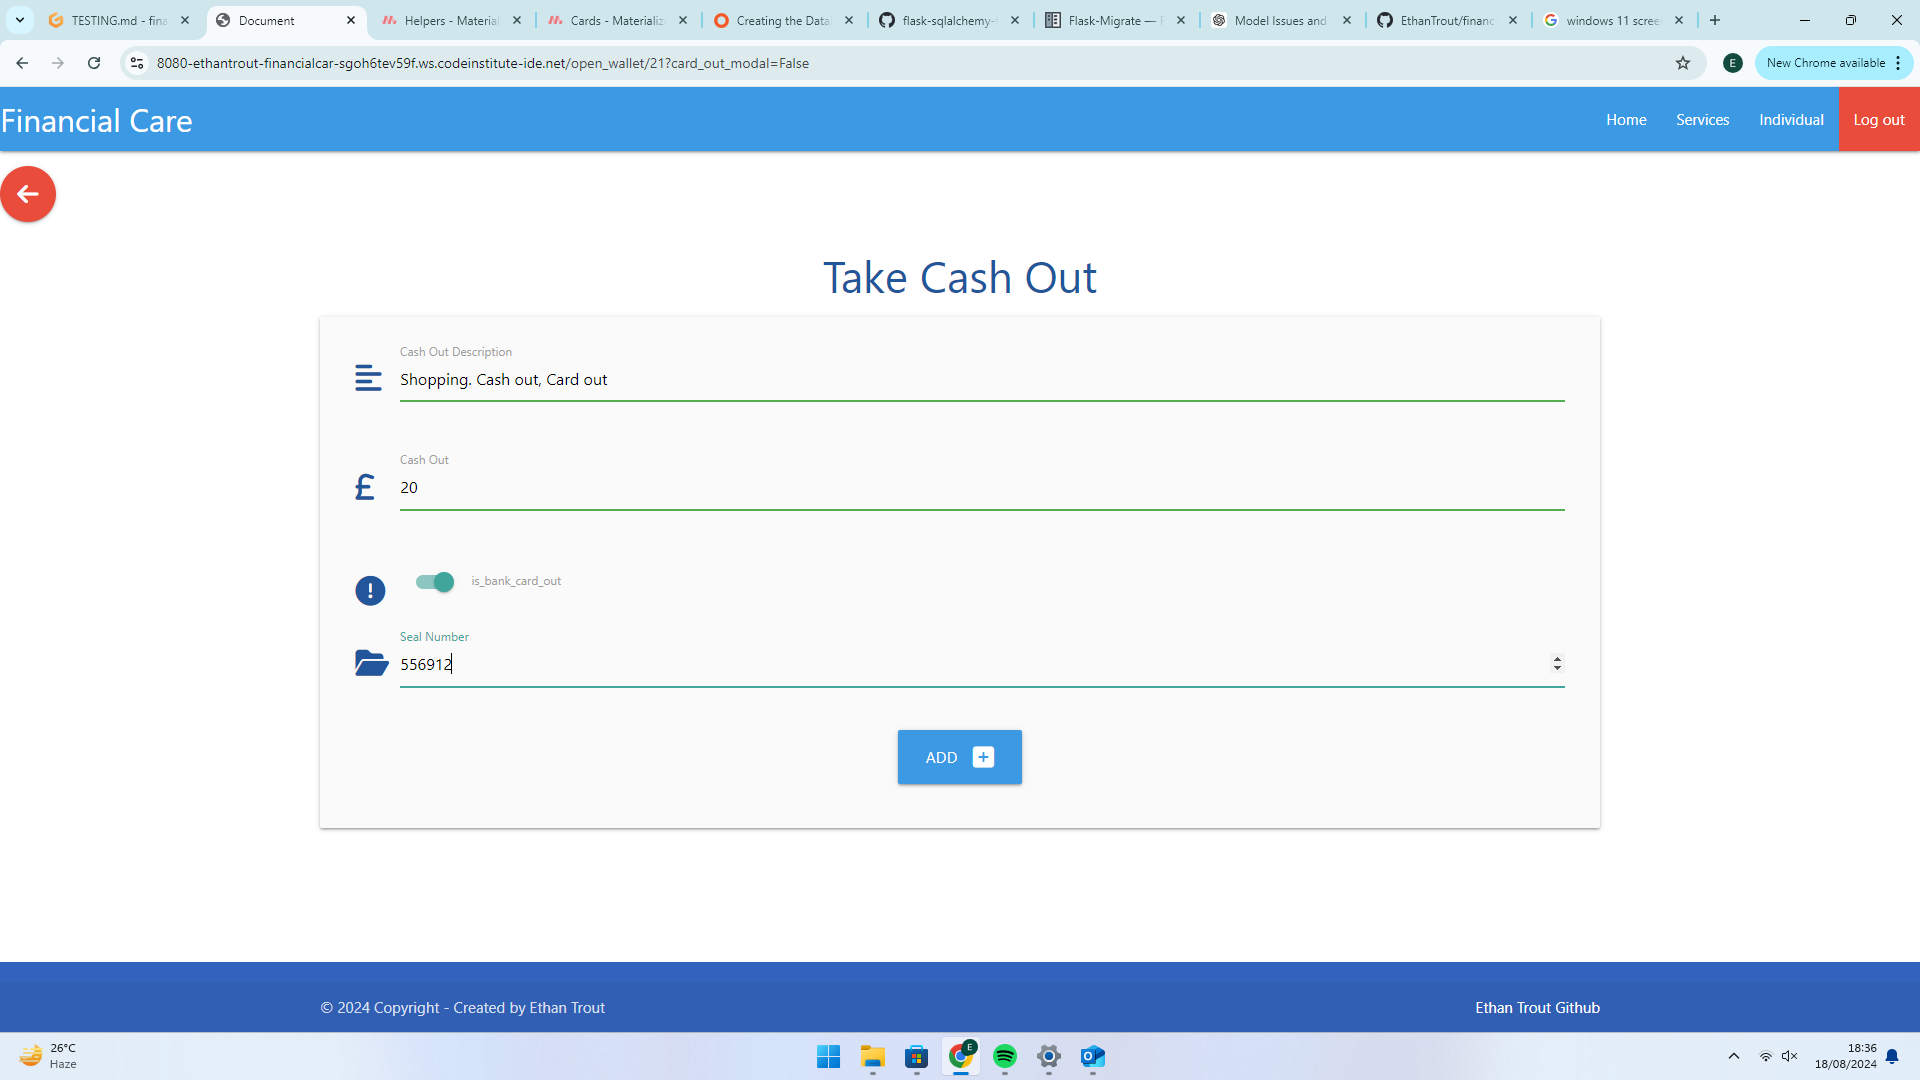 TESTING.md - fina
Document
Helpers - Material
Cards - Materializ
Creating the Data
flask-sqlalchemy-
Flask-Migrate —
Model Issues and
EthanTrout/financ
windows 11 scree
8080-ethantrout-financialcar-sgoh6tev59f.ws.codeinstitute-ide.net/open_wallet/21?card_out_modal=False
E
New Chrome available
Financial Care
Home
Services
Individual
Log out
Take Cash Out
Cash Out Description
Shopping. Cash out, Card out
Cash Out
£
20
is_bank_card_out
Seal Number
556912
ADD
© 2024 Copyright - Created by Ethan Trout
Ethan Trout Github
26°C
Haze
E
18:36
18/08/2024